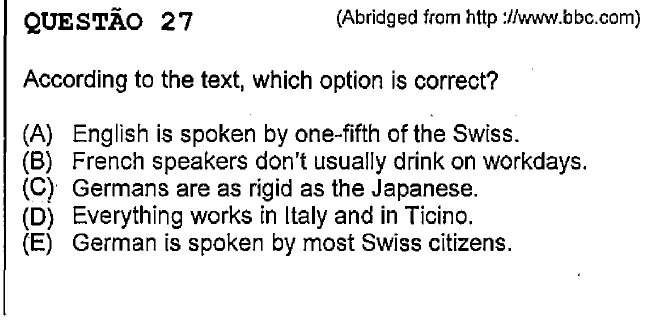 QUESTÃO 27 (Abridged from http ://www.bbc.com)
According to the text, which option is correct?
(A) English is spoken by one-fifth of the Swiss.
(B) French speakers don't usually drink on workdays.
(C) Germans are as rigid as the Japanese.
(D) Everything works in Italy and in Ticino.
(E) German is spoken by most Swiss citizens.